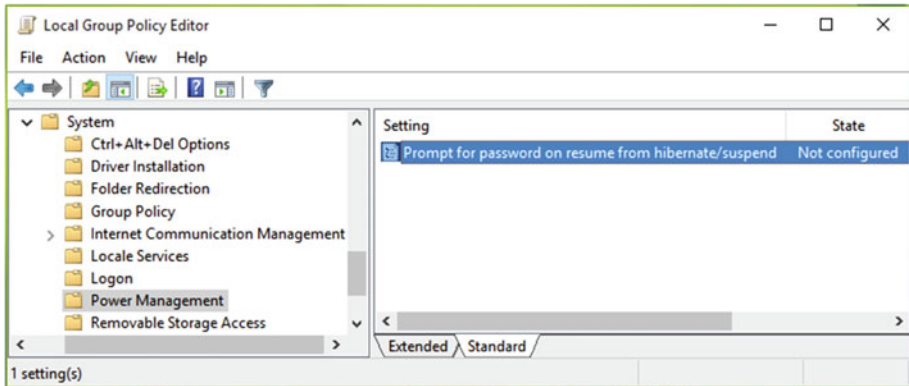 Local Group Policy Editor
File Action View Help
System
Ctrl+Alt+Del Options
Driver Installation
Folder Redirection
Group Policy
Internet Communication Management
Locale Services
Logon
Power Management
Removable Storage Access
Setting State
Prompt for password on resume from hibernate/suspend Not configured
Extended Standard
1 setting(s)